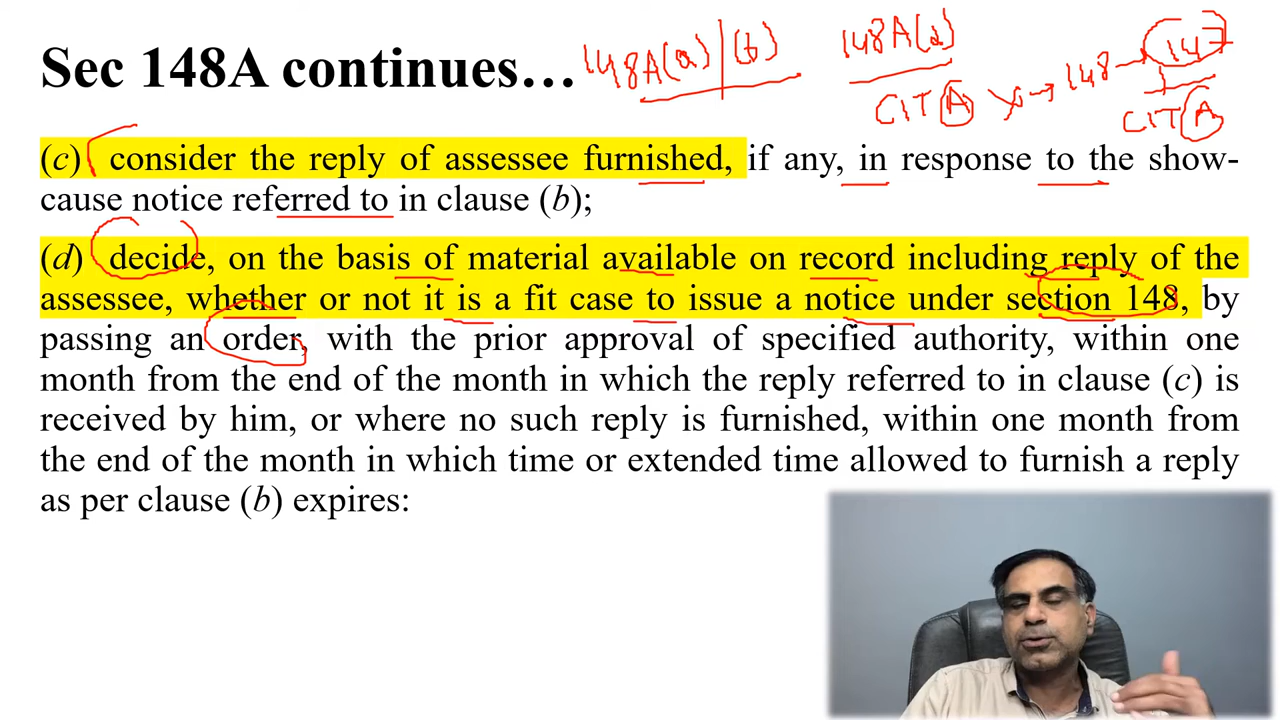 Sec 148A continues… 148A(a) (b) 148A(d) 148 → 147
CIT A X → CIT A
(c) consider the reply of assessee furnished, if any, in response to the show-
cause notice referred to in clause (b);
(d) decide, on the basis of material available on record including reply of the
assessee, whether or not it is a fit case to issue a notice under section 148, by
passing an order, with the prior approval of specified authority, within one
month from the end of the month in which the reply referred to in clause (c) is
received by him, or where no such reply is furnished, within one month from
the end of the month in which time or extended time allowed to furnish a reply
as per clause (b) expires: